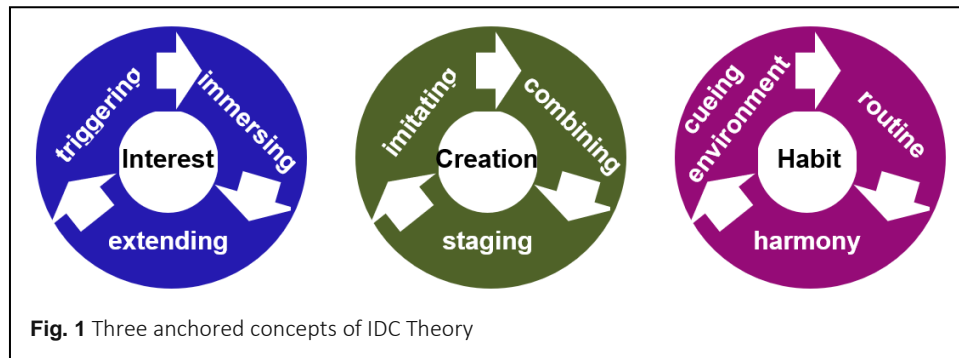 triggering
immersing
Interest
extending
imitating
combining
Creation
staging
cueing
environment
routine
Habit
harmony
Fig. 1 Three anchored concepts of IDC Theory